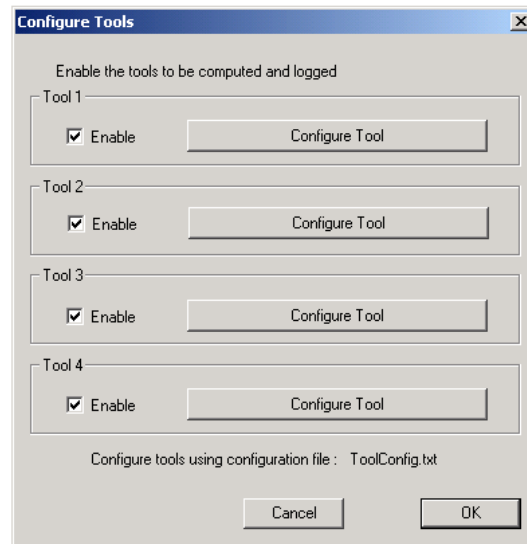 Configure Tools
Enable the tools to be computed and logged
Tool 1
Enable Configure Tool
Tool 2
Enable Configure Tool
Tool 3
Enable Configure Tool
Tool 4
Enable Configure Tool
Configure tools using configuration file : ToolConfig.txt
Cancel OK